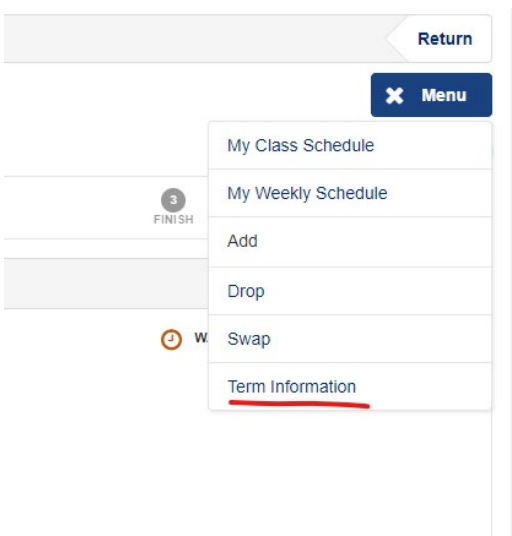 Return
Menu
My Class Schedule
My Weekly Schedule
3
FINISH
Add
Drop
Swap
Term Information